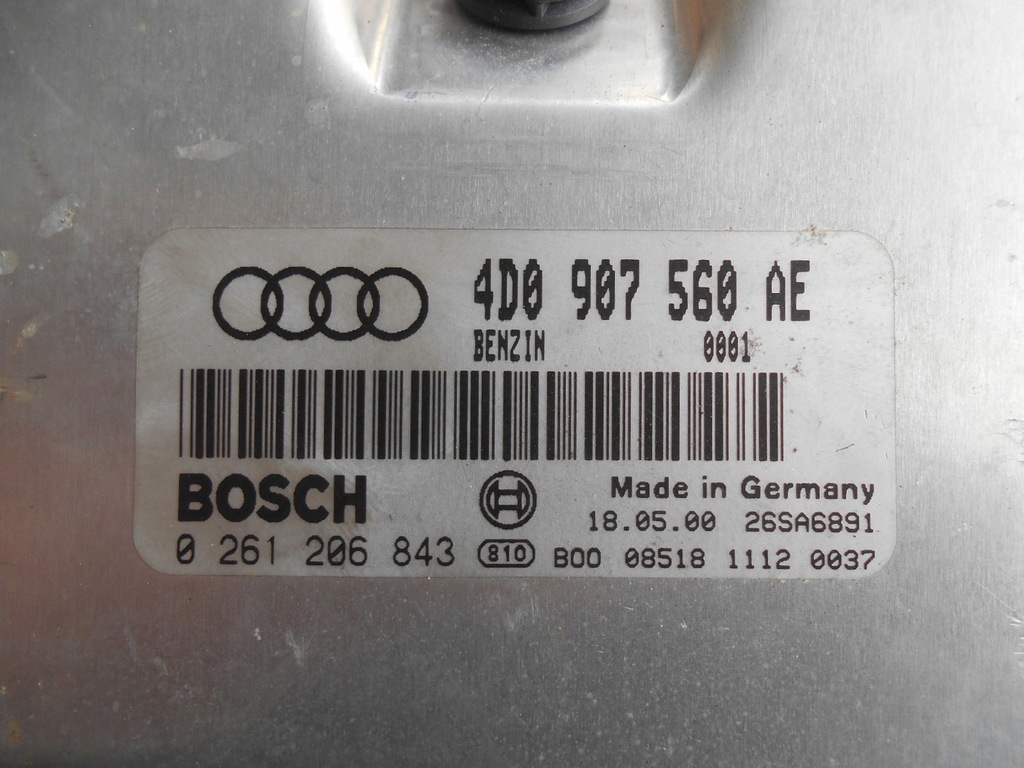 4D0 907 560 AE
BENZIN 0001
BOSCH Made in Germany
18.05.00 26SA6891
0 261 206 843 810 B00 08518 1112 0037